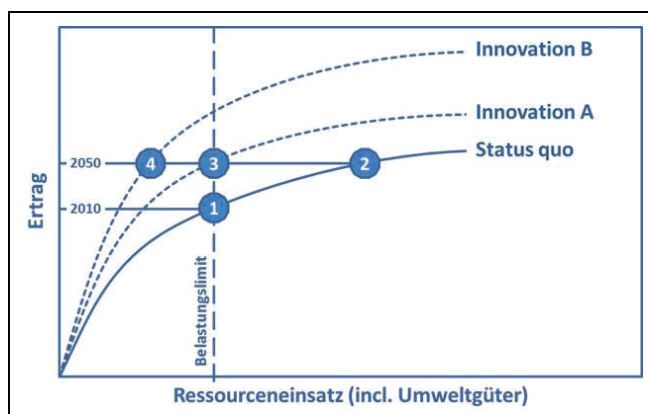 Innovation B
Innovation A
Status quo
2050
4
3
2
2010
1
Ertrag
Belastungslimit
Ressourceneinsatz (incl. Umweltgüter)